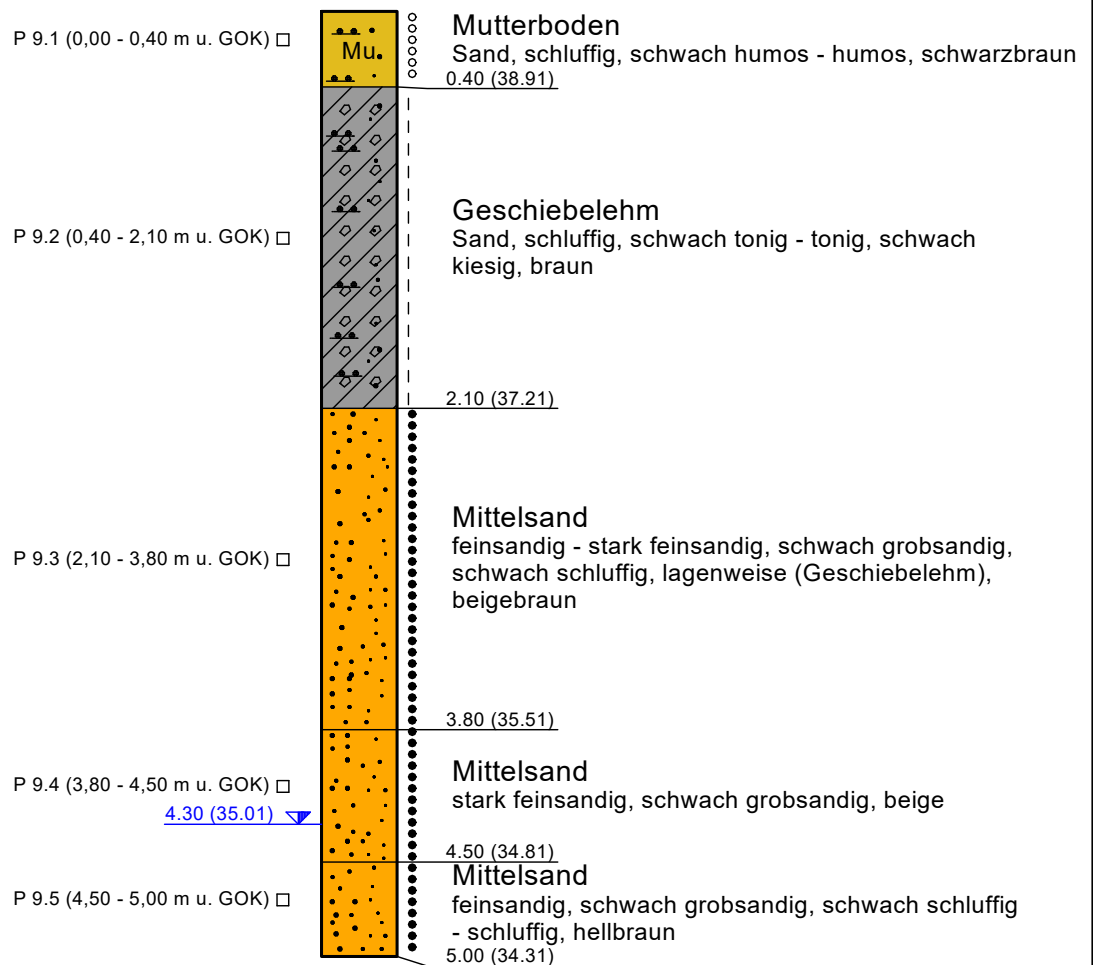 P 9.1 (0,00 - 0,40 m u. GOK)
Mu.
Mutterboden
Sand, schluffig, schwach humos - humos, schwarzbraun
0.40 (38.91)
P 9.2 (0,40 - 2,10 m u. GOK)
Geschiebelehm
Sand, schluffig, schwach tonig - tonig, schwach
kiesig, braun
2.10 (37.21)
P 9.3 (2,10 - 3,80 m u. GOK)
Mittelsand
feinsandig - stark feinsandig, schwach grobsandig,
schwach schluffig, lagenweise (Geschiebelehm),
beigebraun
3.80 (35.51)
P 9.4 (3,80 - 4,50 m u. GOK)
Mittelsand
stark feinsandig, schwach grobsandig, beige
4.30 (35.01)
4.50 (34.81)
P 9.5 (4,50 - 5,00 m u. GOK)
Mittelsand
feinsandig, schwach grobsandig, schwach schluffig
- schluffig, hellbraun
5.00 (34.31)